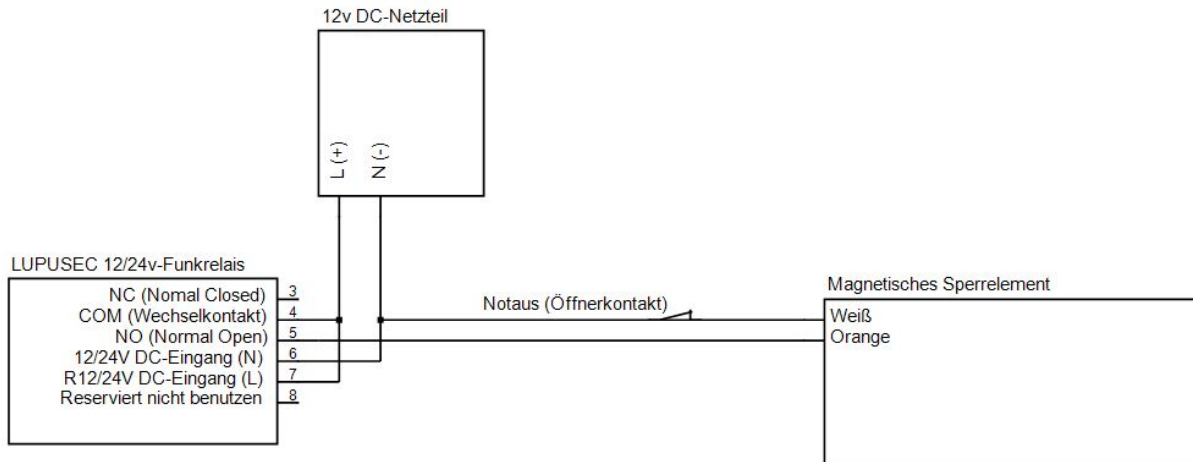 12v DC-Netzteil
L (+)
N (-)
LUPUSEC 12/24v-Funkrelais
NC (Nomal Closed) 3
COM (Wechselkontakt) 4
NO (Normal Open) 5
12/24V DC-Eingang (N) 6
R12/24V DC-Eingang (L) 7
Reserviert nicht benutzen 8
Notaus (Öffnerkontakt)
Magnetisches Sperrelement
Weiß
Orange